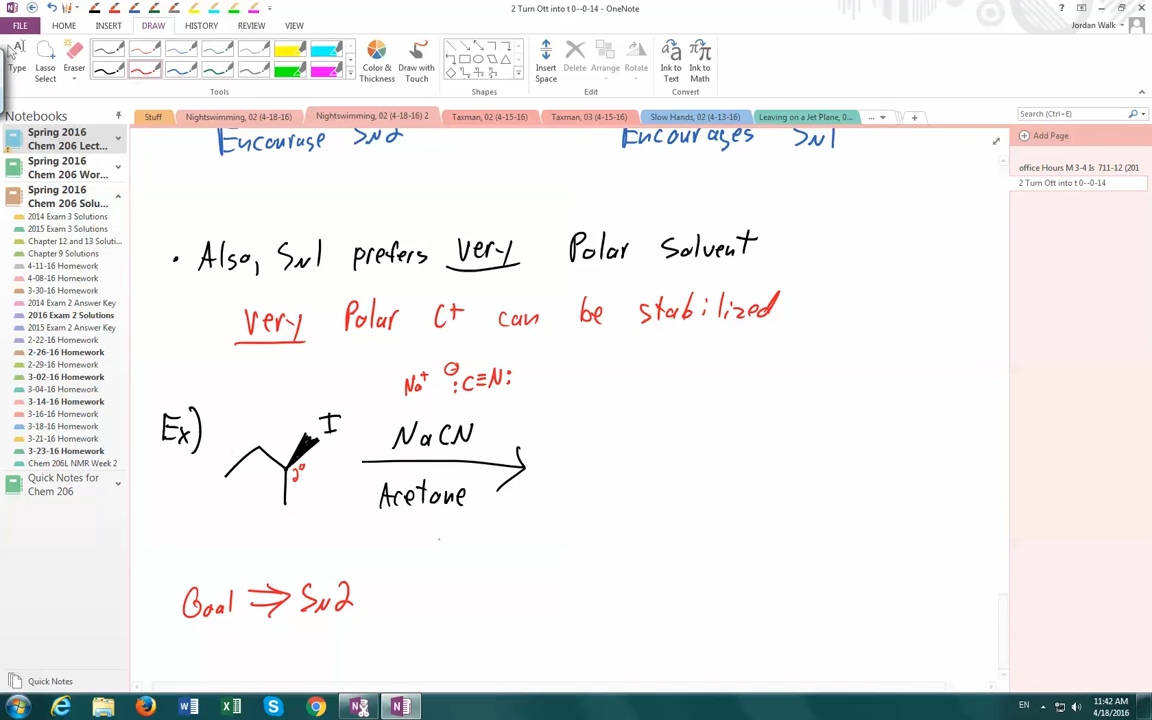 2 Turn Ott into t 0--0-14 - OneNote
Jordan Walk
FILE HOME INSERT DRAW HISTORY REVIEW VIEW
Type Lasso Select Eraser Color & Thickness Draw with Touch Insert Space Delete Arrange Rotate Ink to Text Ink to Math
Tools Shapes Edit Convert
Notebooks
Stuff Nightswimming, 02 (4-18-16) Nightswimming, 02 (4-18-16) 2 Taxman, 02 (4-15-16) Taxman, 03 (4-15-16) Slow Hands, 02 (4-13-16) Leaving on a Jet Plane, 0... ...
Search (Ctrl+E)
Add Page
office Hours M 3-4 Is 711-12 (201
2 Turn Ott into t 0--0-14
Spring 2016
Chem 206 Lect...
Spring 2016
Chem 206 Wor...
Spring 2016
Chem 206 Solu...
2014 Exam 3 Solutions
2015 Exam 3 Solutions
Chapter 12 and 13 Soluti...
Chapter 9 Solutions
4-11-16 Homework
4-08-16 Homework
3-30-16 Homework
2014 Exam 2 Answer Key
2016 Exam 2 Solutions
2015 Exam 2 Answer Key
2-22-16 Homework
2-26-16 Homework
2-29-16 Homework
3-02-16 Homework
3-04-16 Homework
3-14-16 Homework
3-16-16 Homework
3-18-16 Homework
3-21-16 Homework
3-23-16 Homework
Chem 206L NMR Week 2
Quick Notes for
Chem 206
Quick Notes
Encourage SN2 Encourages SN1
• Also, SN1 prefers very Polar Solvent
very Polar C+ can be stabilized
Na+ ⊖:C≡N:
Ex) I NaCN
2°
Acetone
Goal ⇒ SN2
EN 11:42 AM
4/18/2016